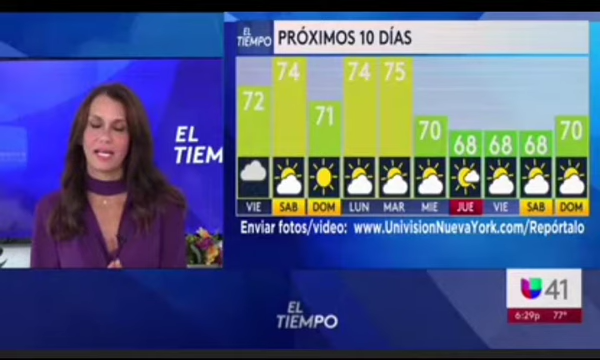 EL
TIEMPO
PRÓXIMOS 10 DÍAS
72
74
71
74
75
70
68
68
68
70
VIE
SAB
DOM
LUN
MAR
MIE
JUE
VIE
SAB
DOM
Enviar fotos/video: www.UnivisionNuevaYork.com/Repórtalo
EL
TIEM
41
6:29p 77°
EL
TIEMPO